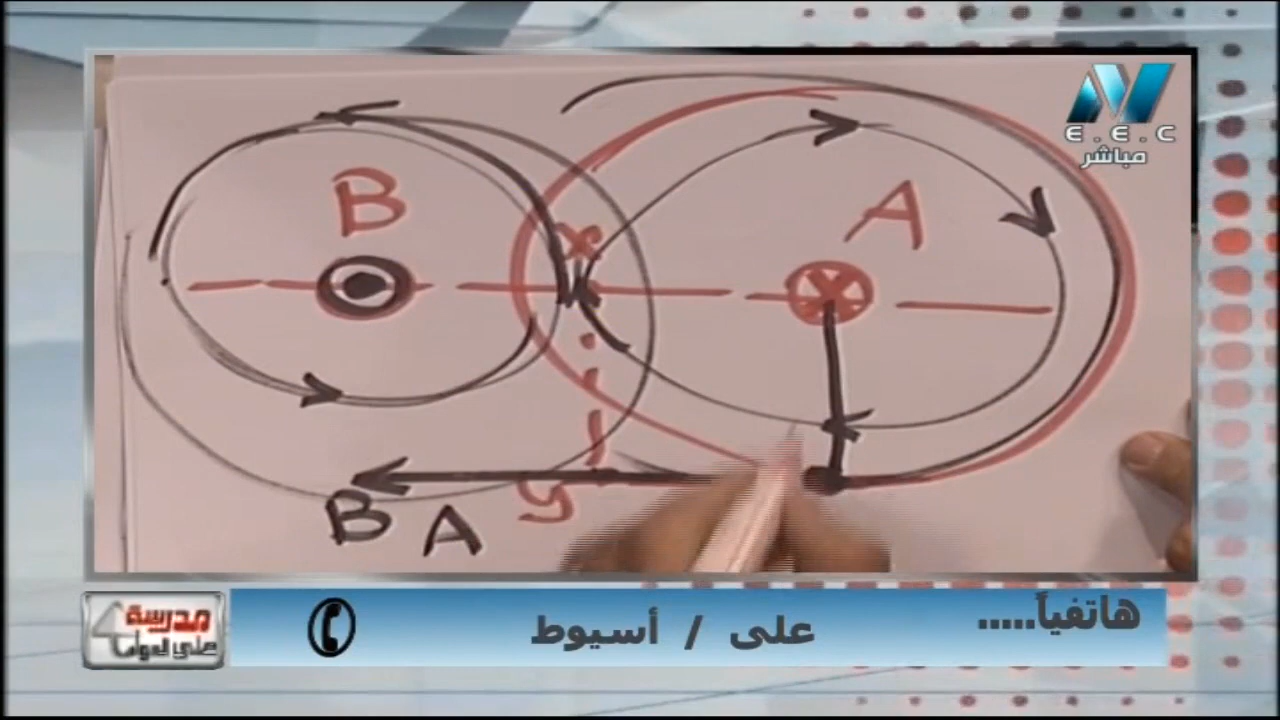 E.E.C
مباشر
B
A
x
y
B A
مدرسة
على الهواء
هاتفياً.....
على / أسيوط